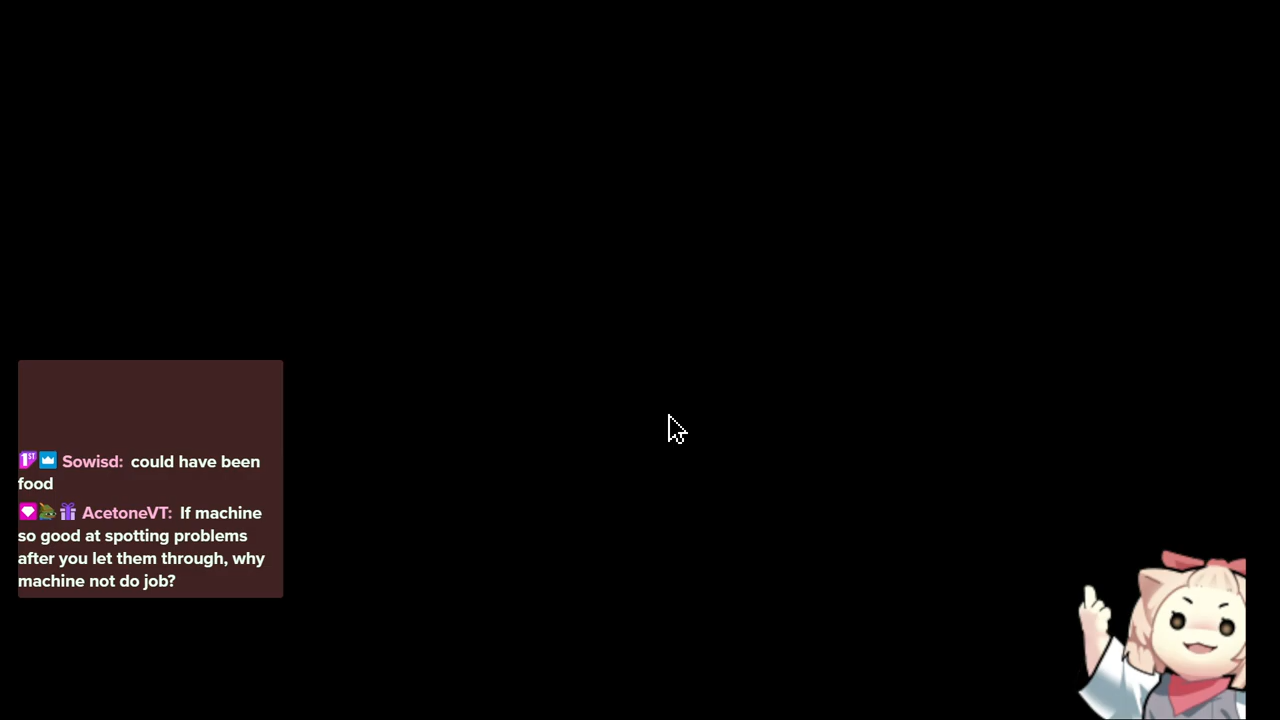 1ST Sowisd: could have been
food
AcetoneVT: If machine
so good at spotting problems
after you let them through, why
machine not do job?